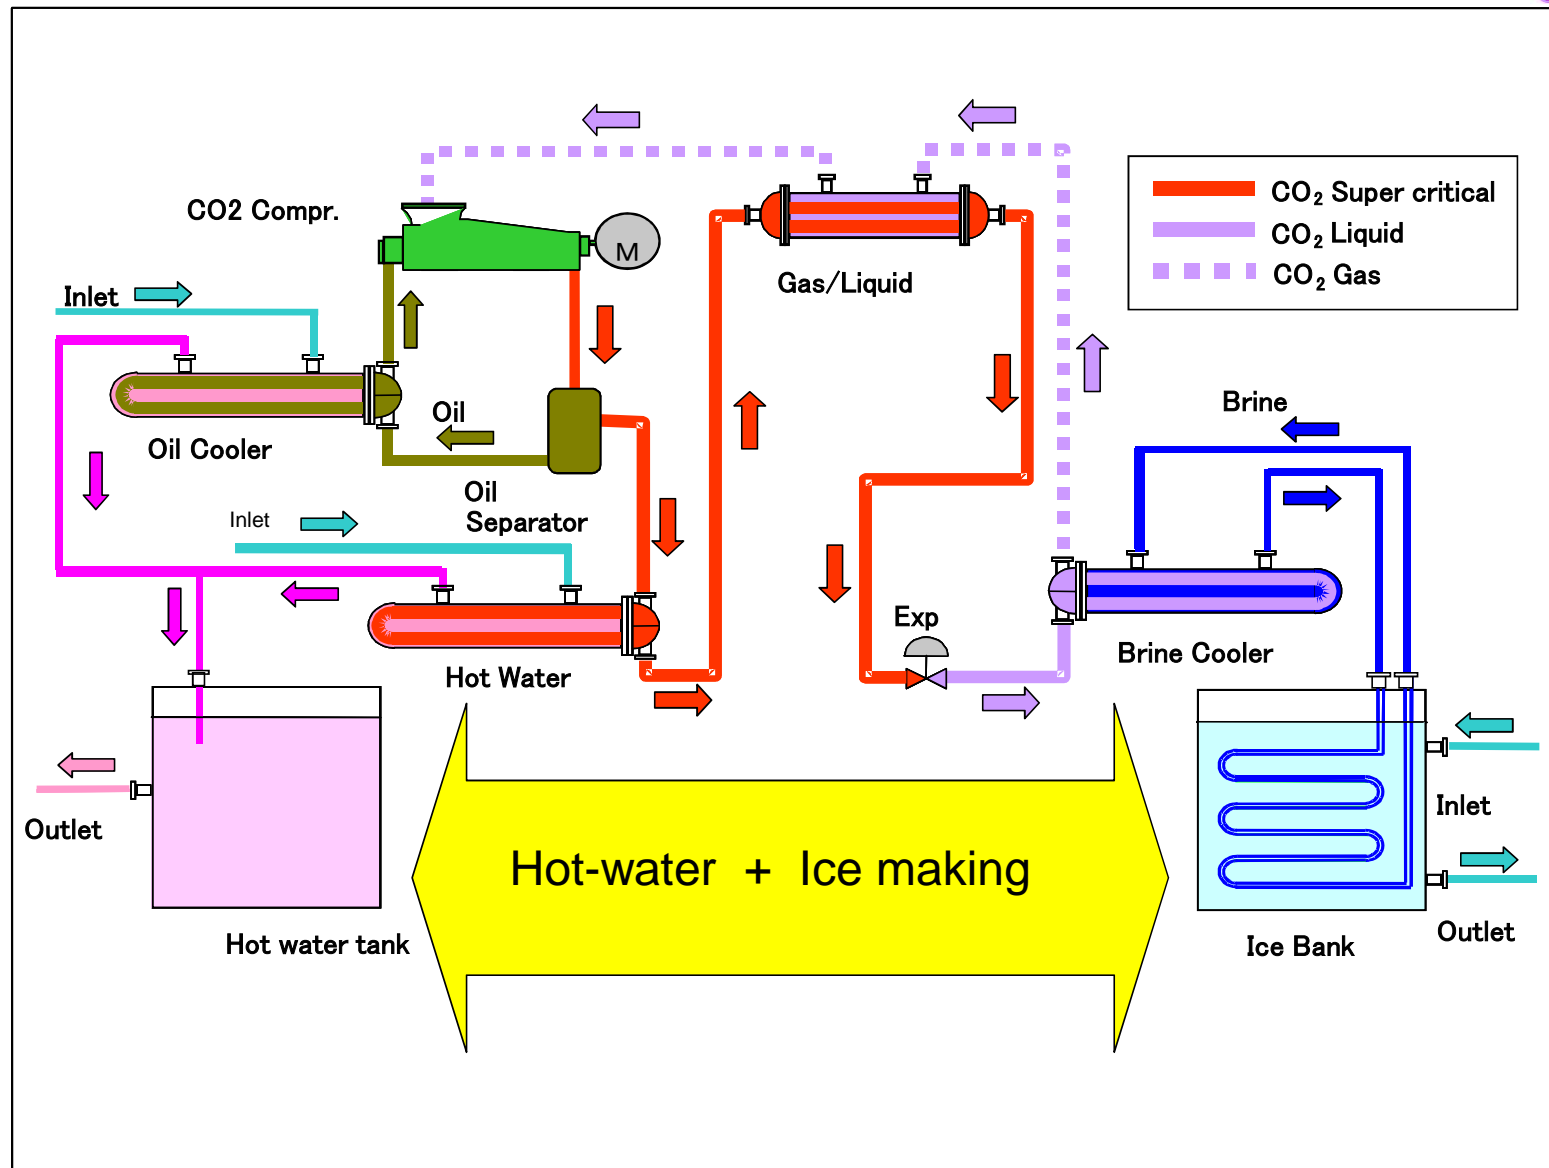 CO2 Compr.
M
CO₂ Super critical
CO₂ Liquid
CO₂ Gas
Gas/Liquid
Inlet
Oil
Brine
Oil Cooler
Oil
Separator
Inlet
Exp
Brine Cooler
Hot Water
Inlet
Outlet
Hot-water + Ice making
Hot water tank
Ice Bank
Outlet